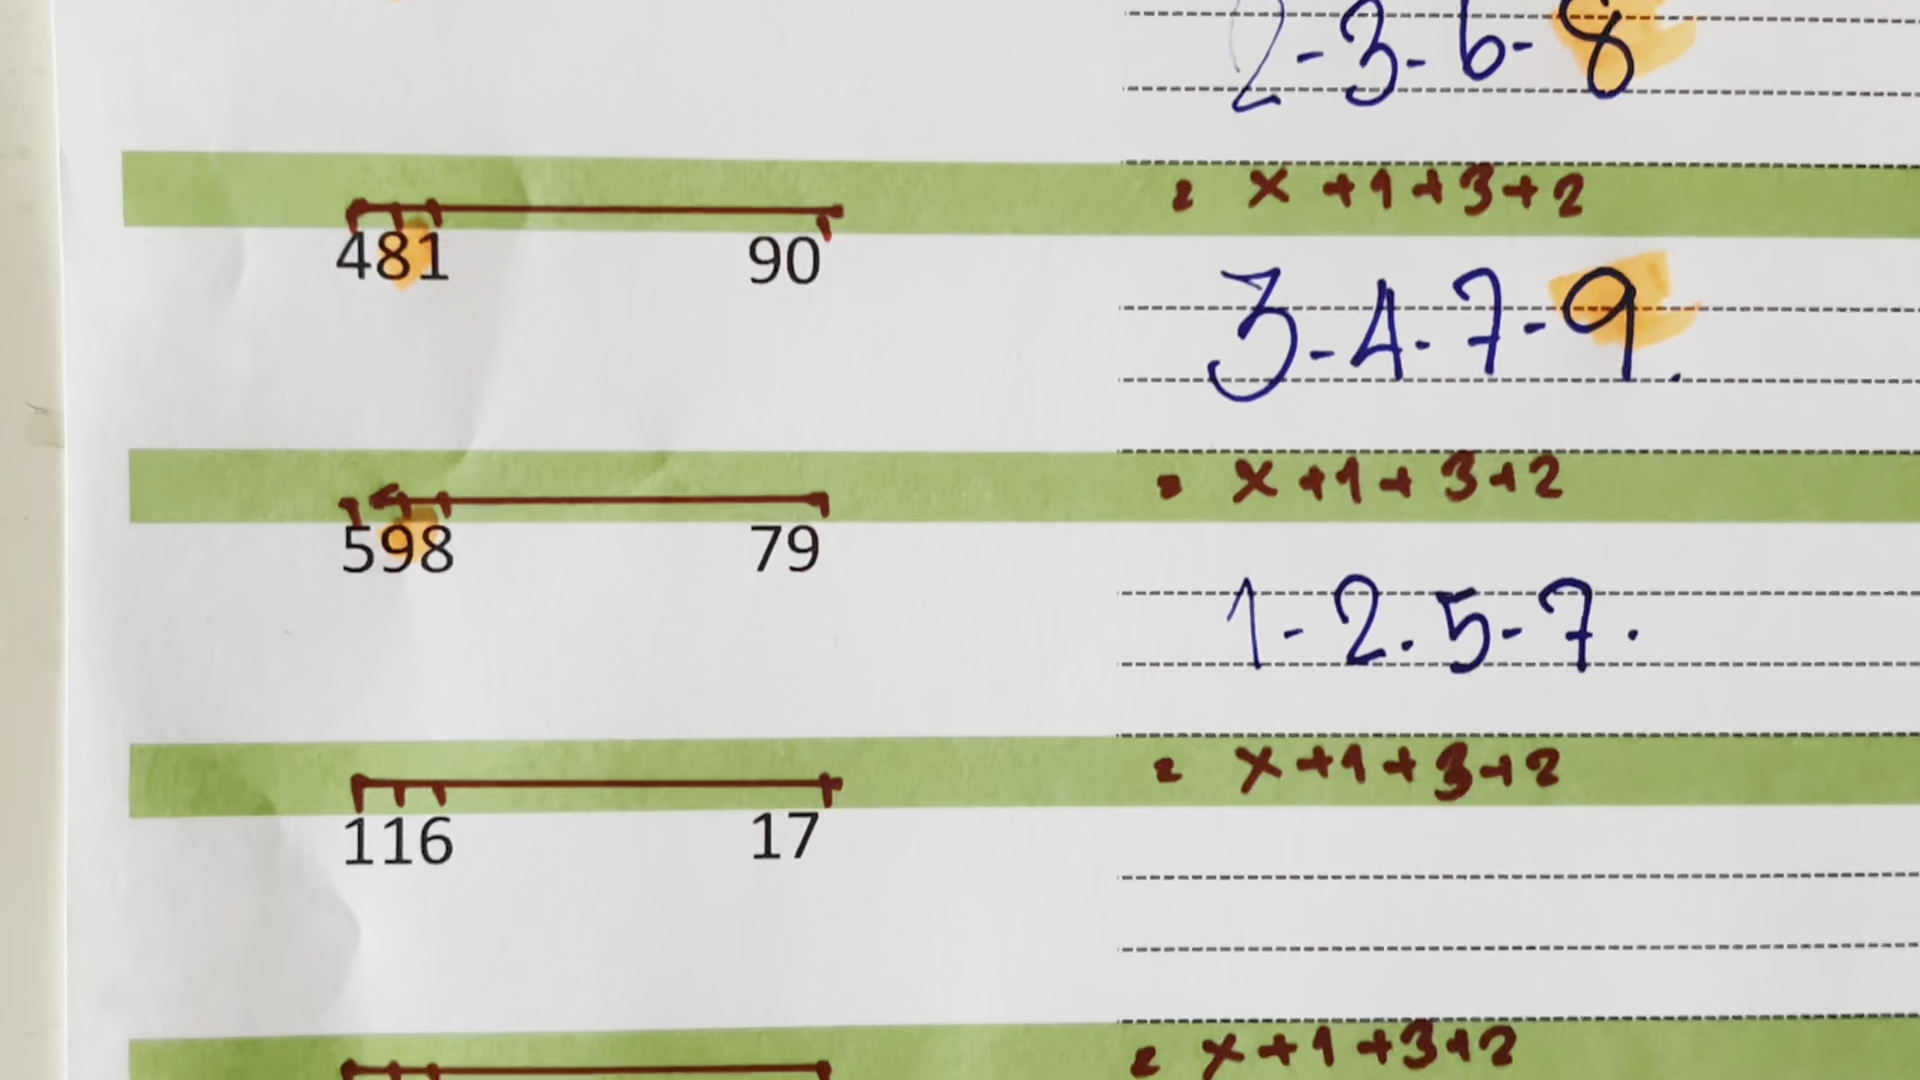 2-3-6-8
= x+1+3+2
481 90
3-4-7-9.
= x+1+3+2
598 79
1-2-5-7.
= x+1+3+2
116 17
= x+1+3+2